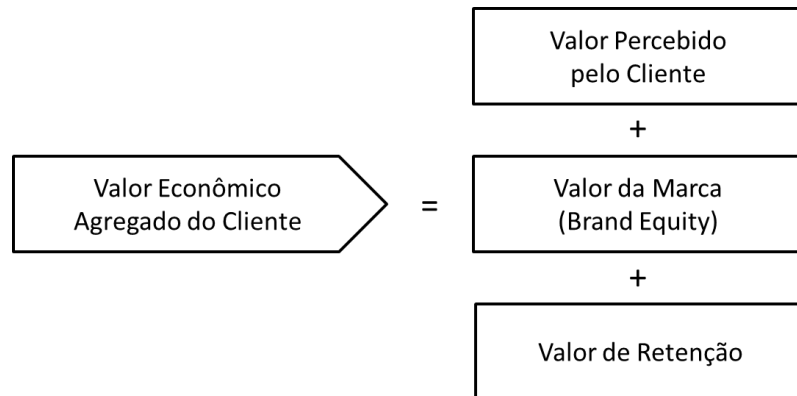 Valor Percebido
pelo Cliente
+
Valor Econômico
Agregado do Cliente
=
Valor da Marca
(Brand Equity)
+
Valor de Retenção